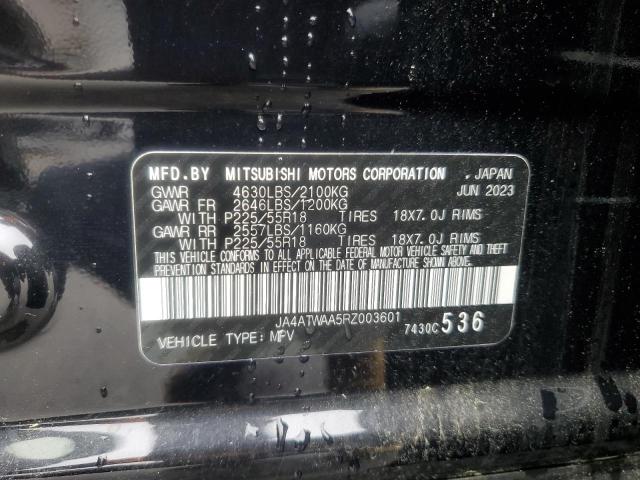 MFD.BY MITSUBISHI MOTORS CORPORATION , JAPAN
GVWR 4630LBS/2100KG JUN 2023
GAWR FR 2646LBS/1200KG
WITH P225/55R18 TIRES 18X7.0J RIMS
GAWR RR 2557LBS/1160KG
WITH P225/55R18 TIRES 18X7.0J RIMS
THIS VEHICLE CONFORMS TO ALL APPLICABLE FEDERAL MOTOR VEHICLE SAFETY AND THEFT
PREVENTION STANDARDS IN EFFECT ON THE DATE OF MANUFACTURE SHOWN ABOVE.
JA4ATWAA5RZ003601
VEHICLE TYPE: MPV 7430C 536